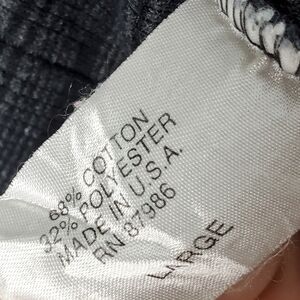 68% COTTON
32% POLYESTER
MADE IN U.S.A.
RN 87986
LARGE